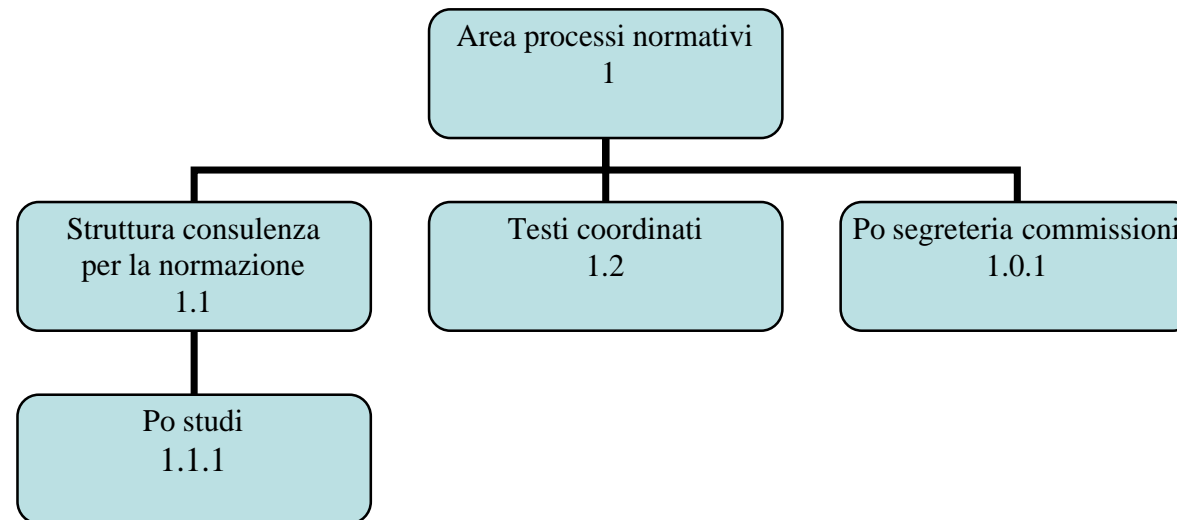 Area processi normativi
1
Struttura consulenza
per la normazione
1.1
Testi coordinati
1.2
Po segreteria commissioni
1.0.1
Po studi
1.1.1